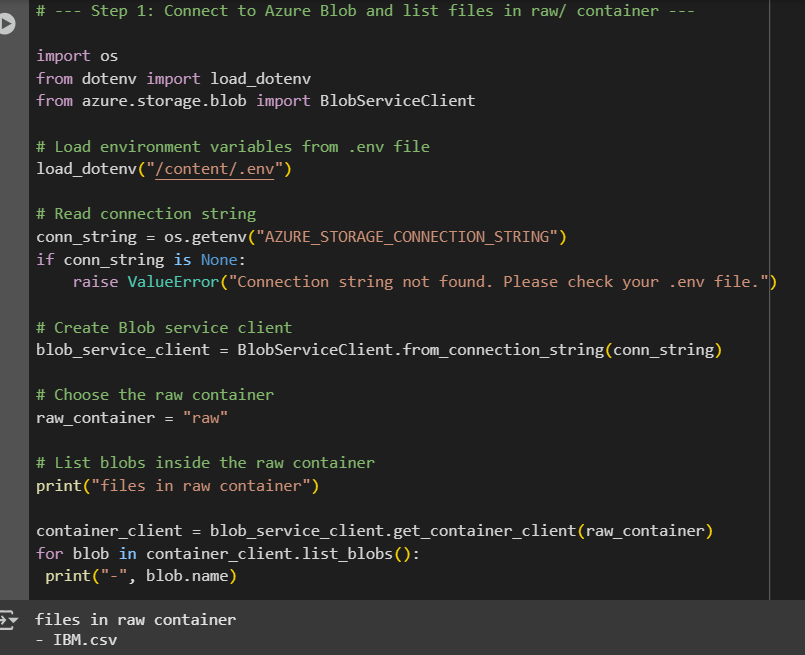 # --- Step 1: Connect to Azure Blob and list files in raw/ container ---
import os
from dotenv import load_dotenv
from azure.storage.blob import BlobServiceClient
# Load environment variables from .env file
load_dotenv("/content/.env")
# Read connection string
conn_string = os.getenv("AZURE_STORAGE_CONNECTION_STRING")
if conn_string is None:
    raise ValueError("Connection string not found. Please check your .env file.")
# Create Blob service client
blob_service_client = BlobServiceClient.from_connection_string(conn_string)
# Choose the raw container
raw_container = "raw"
# List blobs inside the raw container
print("files in raw container")
container_client = blob_service_client.get_container_client(raw_container)
for blob in container_client.list_blobs():
 print("-", blob.name)
files in raw container
- IBM.csv